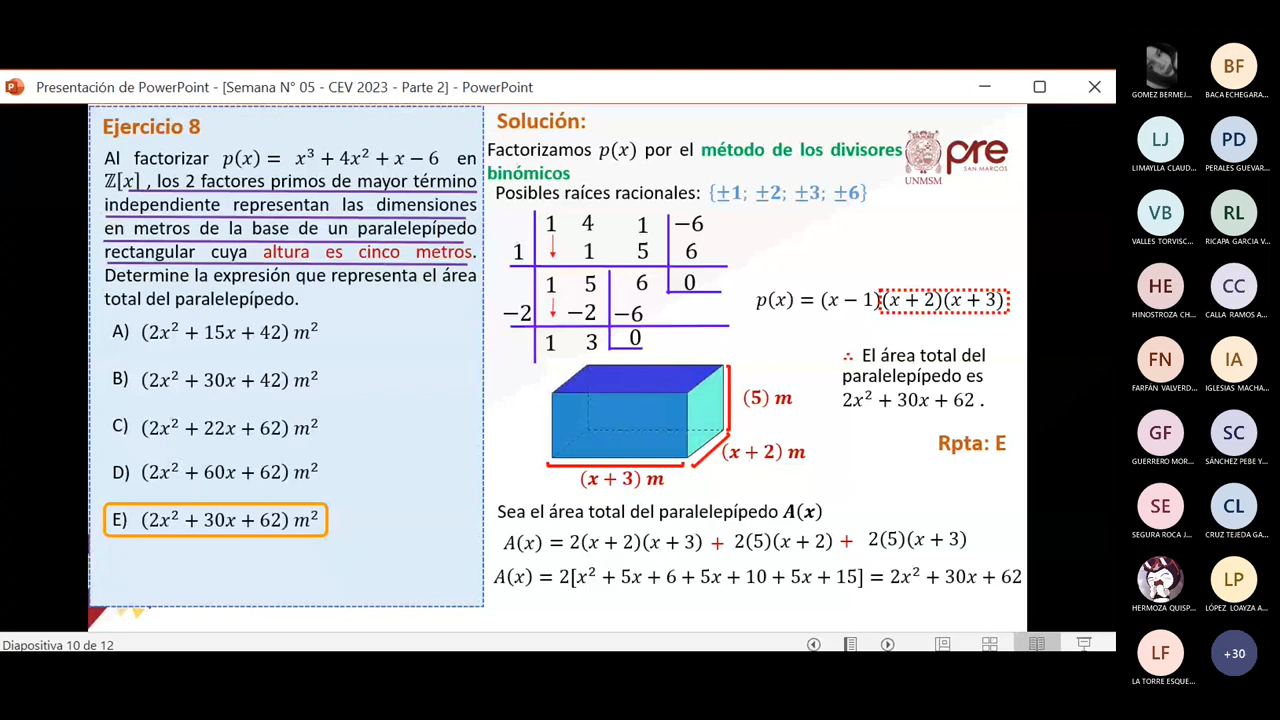 Presentación de PowerPoint - [Semana N° 05 - CEV 2023 - Parte 2] - PowerPoint
Ejercicio 8
Al factorizar p(x) = x³ + 4x² + x − 6 en
ℤ[x] , los 2 factores primos de mayor término
independiente representan las dimensiones
en metros de la base de un paralelepípedo
rectangular cuya altura es cinco metros.
Determine la expresión que representa el área
total del paralelepípedo.
A) (2x² + 15x + 42) m²
B) (2x² + 30x + 42) m²
C) (2x² + 22x + 62) m²
D) (2x² + 60x + 62) m²
E) (2x² + 30x + 62) m²
Solución:
Factorizamos p(x) por el método de los divisores
binómicos
Posibles raíces racionales: {±1; ±2; ±3; ±6}
UNMSM
pre
SAN MARCOS
1 4 1 −6
1 1 5 6
1 5 6 0
−2 −2 −6
1 3 0
p(x) = (x − 1)(x + 2)(x + 3)
∴ El área total del
paralelepípedo es
2x² + 30x + 62 .
Rpta: E
(5) m
(x + 2) m
(x + 3) m
Sea el área total del paralelepípedo A(x)
A(x) = 2(x + 2)(x + 3) + 2(5)(x + 2) + 2(5)(x + 3)
A(x) = 2[x² + 5x + 6 + 5x + 10 + 5x + 15] = 2x² + 30x + 62
Diapositiva 10 de 12
GOMEZ BERMEJ...
BF
BACA ECHEGARA...
LJ
LIMAYLLA CLAUD...
PD
PERALES GUEVAR...
VB
VALLES TORVISC...
RL
RICAPA GARCIA V...
HE
HINOSTROZA CH...
CC
CALLA RAMOS A...
FN
FARFÁN VALVERD...
IA
IGLESIAS MACHA...
GF
GUERRERO MOR...
SC
SÁNCHEZ PEBE Y...
SE
SEGURA ROCA J...
CL
CRUZ TEJEDA GA...
HERMOZA QUISP...
LP
LÓPEZ LOAYZA A...
LF
LA TORRE ESQUE...
+30